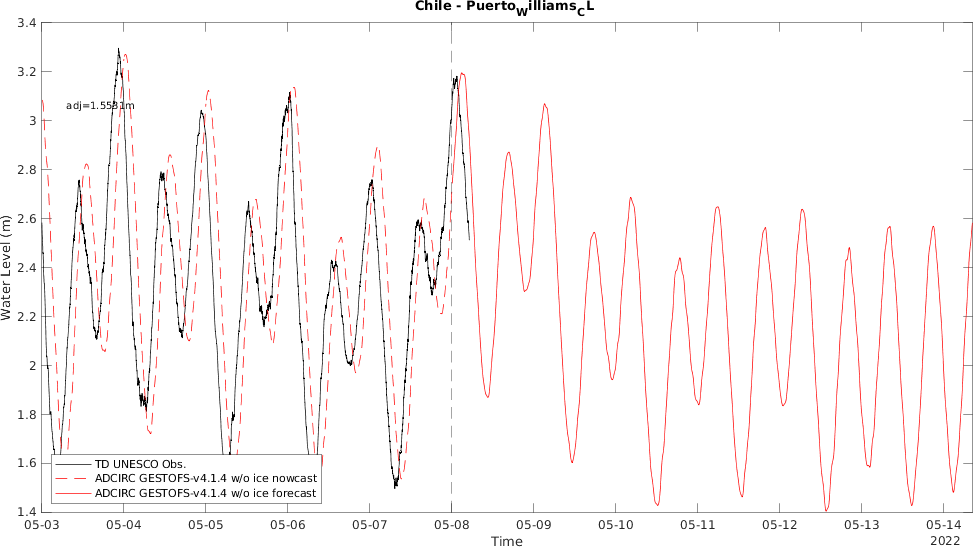 Chile - PuertoWilliamsCL
3.4
3.2
3
2.8
2.6
2.4
2.2
2
1.8
1.6
1.4
Water Level (m)
adj=1.5531m
TD UNESCO Obs.
ADCIRC GESTOFS-v4.1.4 w/o ice nowcast
ADCIRC GESTOFS-v4.1.4 w/o ice forecast
05-03 05-04 05-05 05-06 05-07 05-08 05-09 05-10 05-11 05-12 05-13 05-14
Time
2022